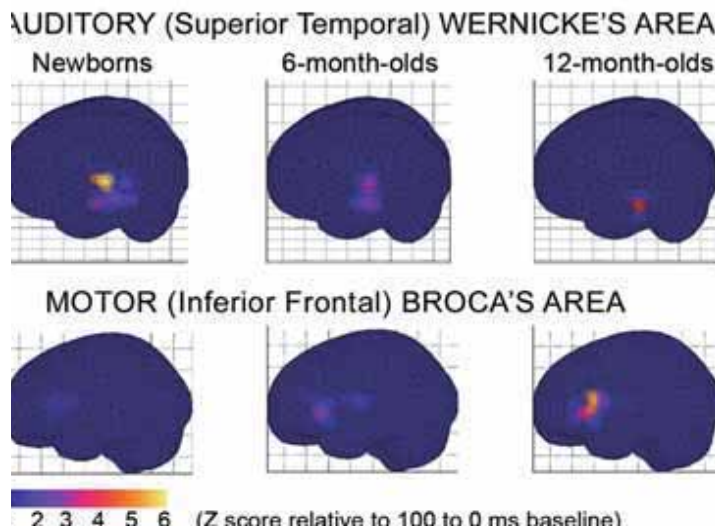 AUDITORY (Superior Temporal) WERNICKE'S AREA
Newborns 6-month-olds 12-month-olds
MOTOR (Inferior Frontal) BROCA'S AREA
2 3 4 5 6 (Z score relative to 100 to 0 ms baseline)